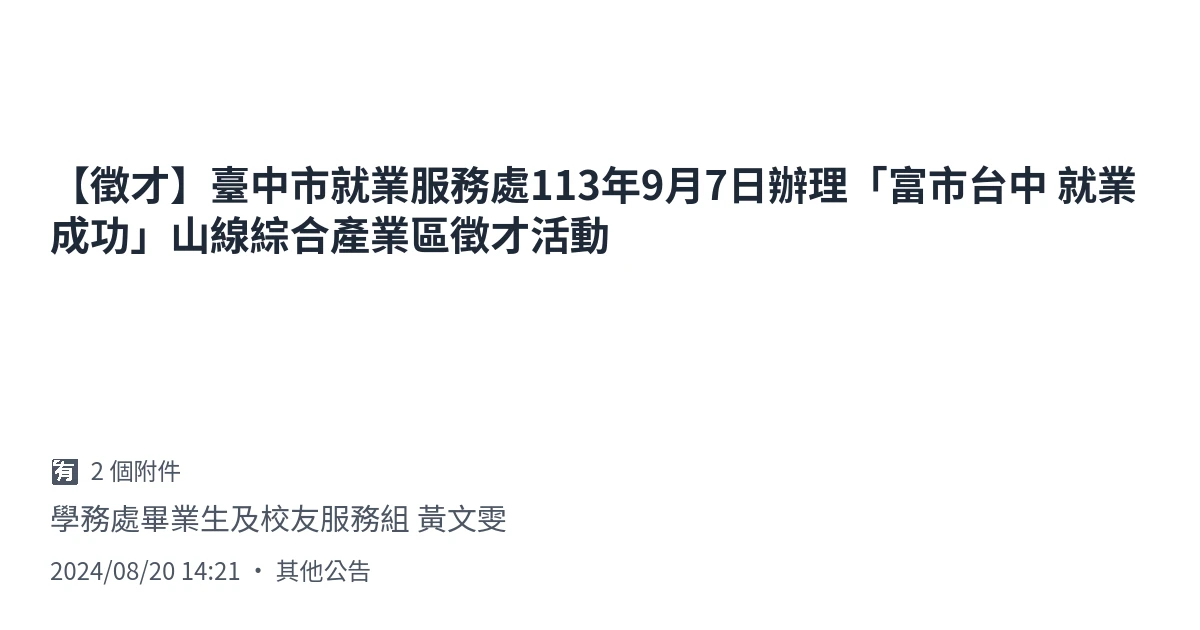 【徵才】臺中市就業服務處113年9月7日辦理「富市台中 就業
成功」山線綜合產業區徵才活動
🈶 2 個附件
學務處畢業生及校友服務組 黃文雯
2024/08/20 14:21 • 其他公告